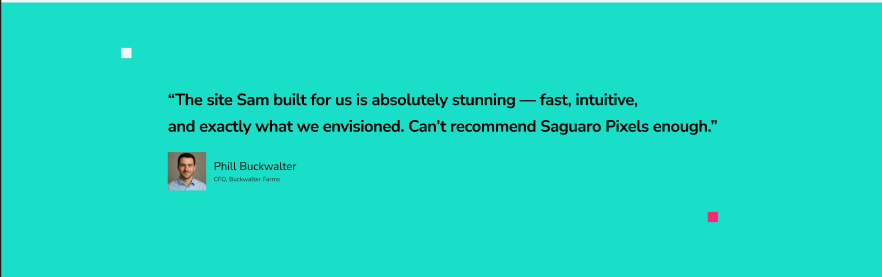 “The site Sam built for us is absolutely stunning — fast, intuitive,
and exactly what we envisioned. Can’t recommend Saguaro Pixels enough.”
Phill Buckwalter
CFO, Buckwalter Farms